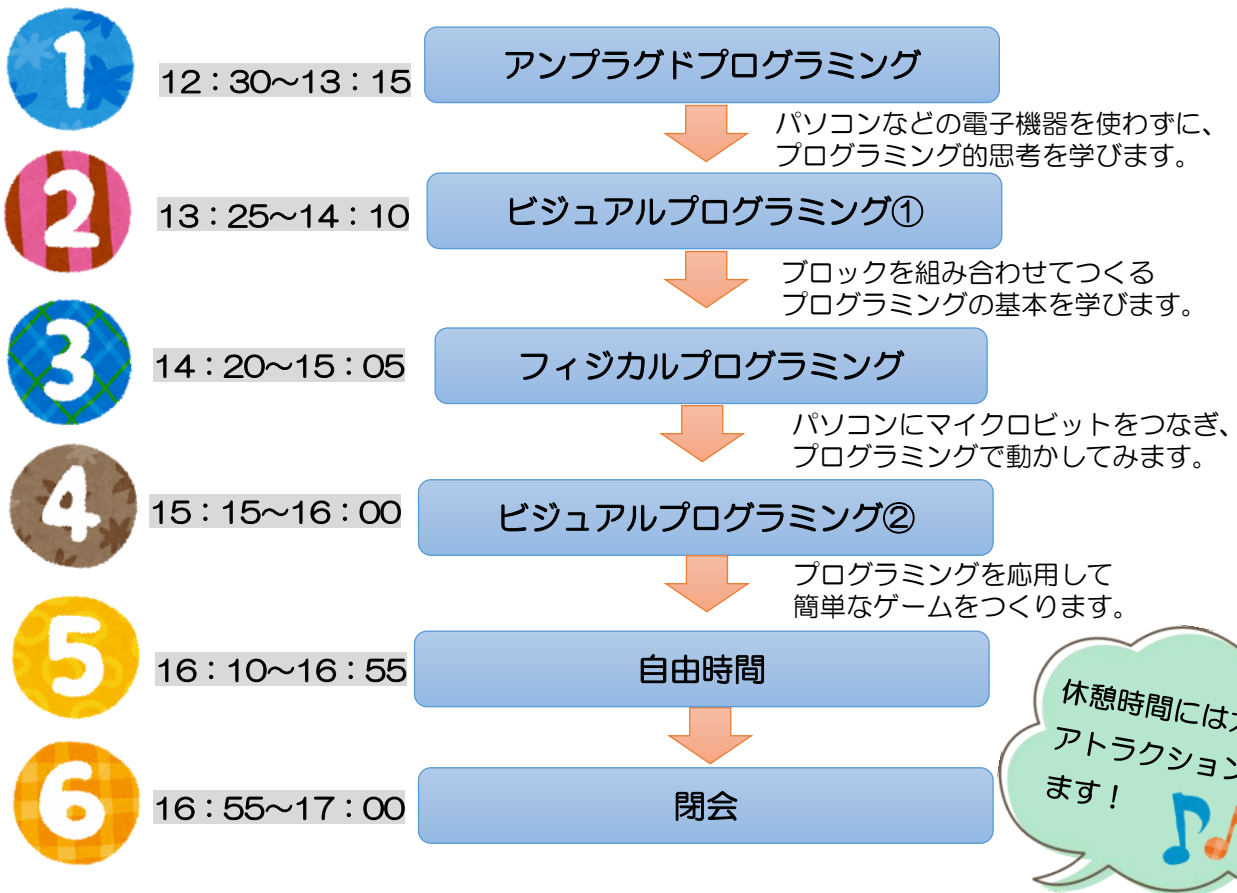 1
12：30～13：15
アンプラグドプログラミング
パソコンなどの電子機器を使わずに、
プログラミング的思考を学びます。
2
13：25～14：10
ビジュアルプログラミング①
ブロックを組み合わせてつくる
プログラミングの基本を学びます。
3
14：20～15：05
フィジカルプログラミング
パソコンにマイクロビットをつなぎ、
プログラミングで動かしてみます。
4
15：15～16：00
ビジュアルプログラミング②
プログラミングを応用して
簡単なゲームをつくります。
5
16：10～16：55
自由時間
6
16：55～17：00
閉会
休憩時間には
アトラクション
ます！